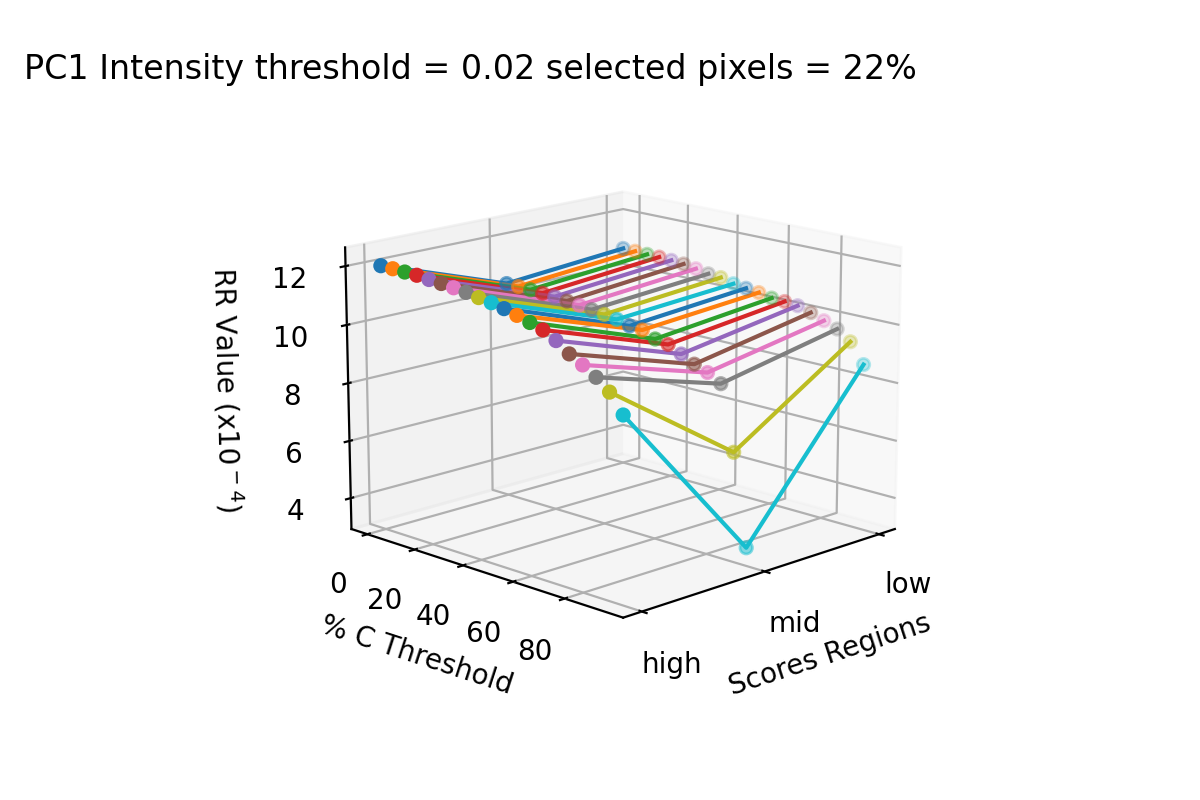 PC1 Intensity threshold = 0.02 selected pixels = 22%
12
10
8
6
4
RR Value (x10⁻⁴)
0
20
40
60
80
% C Threshold
high
mid
low
Scores Regions